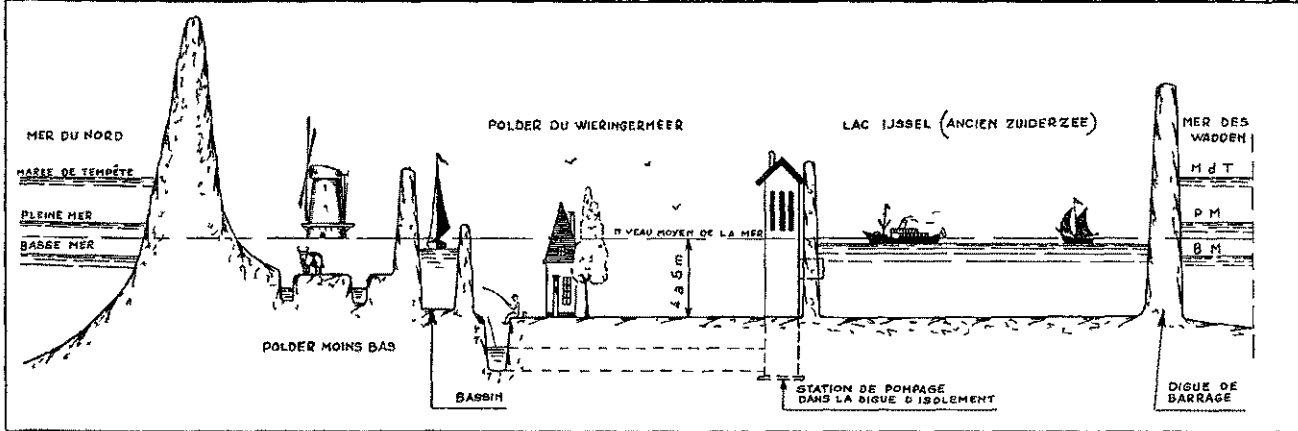 MER DU NORD
MARÉE DE TEMPÊTE
PLEINE MER
BASSE MER
POLDER MOINS BAS
BASSIN
POLDER DU WIERINGERMEER
NIVEAU MOYEN DE LA MER
4 à 5m
STATION DE POMPAGE
DANS LA DIGUE D'ISOLEMENT
LAC IJSSEL (ANCIEN ZUIDERZEE)
MER DES
WADDEN
M d T
P M
B M
DIGUE DE
BARRAGE